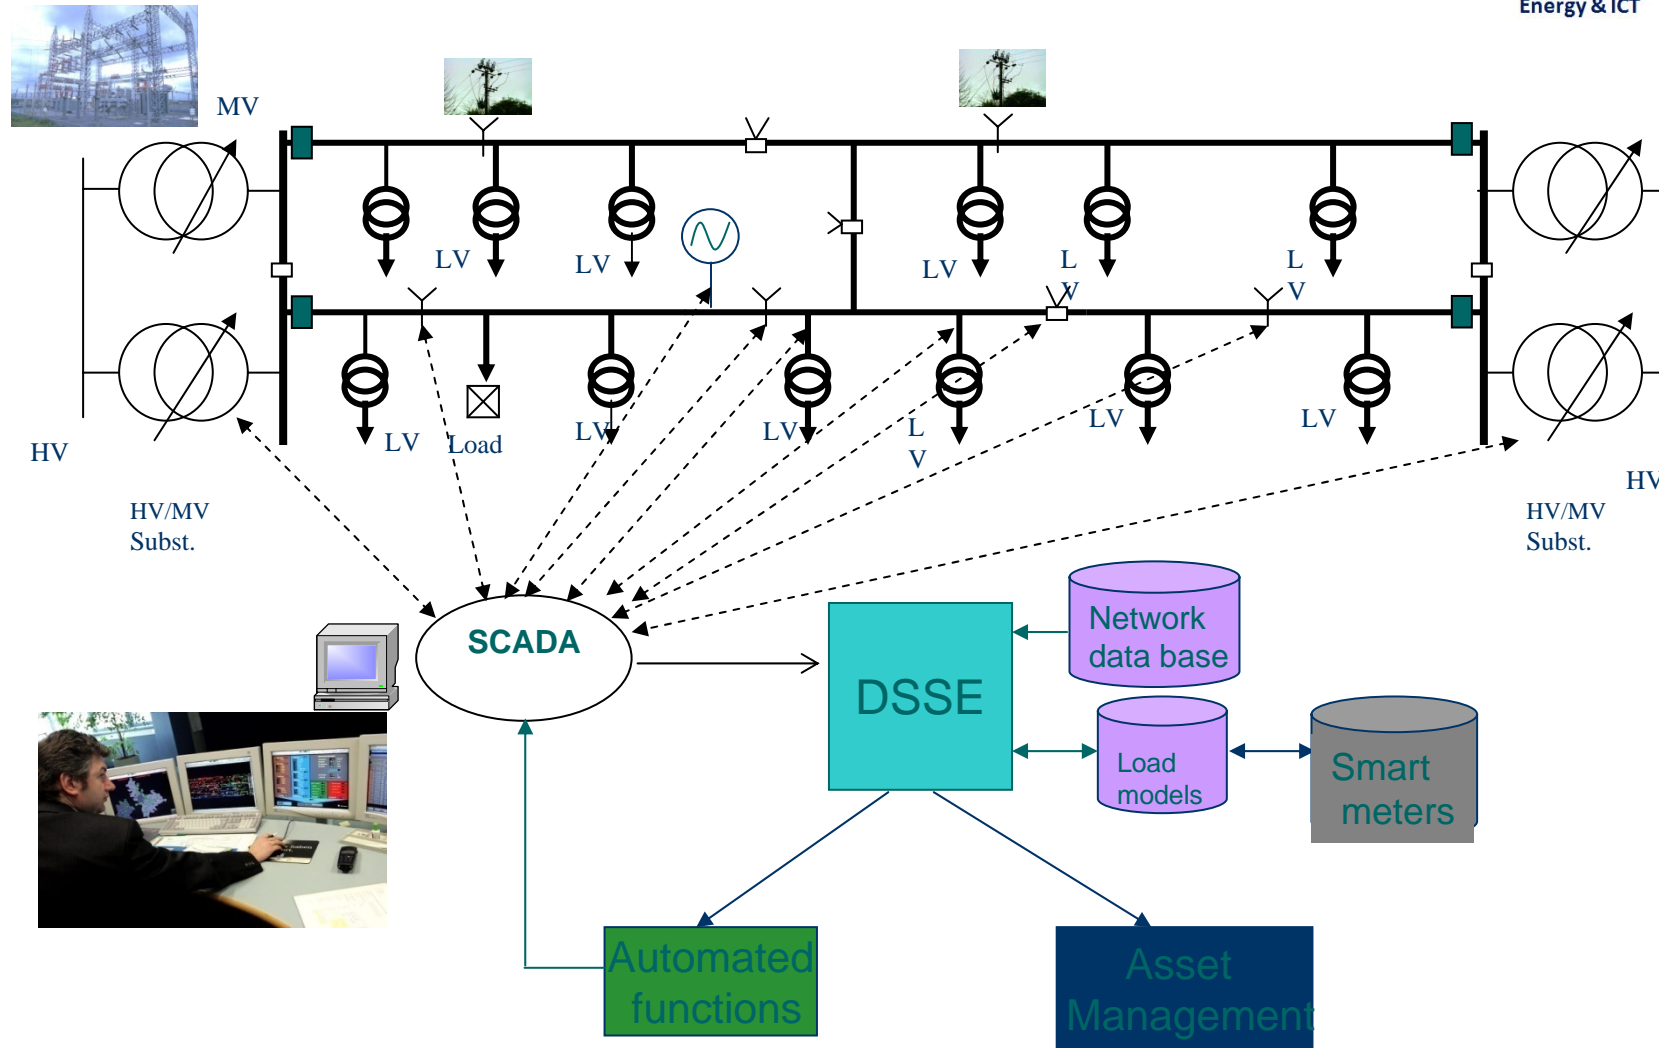 Energy & ICT
MV
LV
LV
LV
L
V
L
V
HV
LV
Load
LV
LV
L
V
LV
LV
HV
HV/MV
Subst.
HV/MV
Subst.
SCADA
DSSE
Network
data base
Load
models
Smart
meters
Automated
functions
Asset
Management